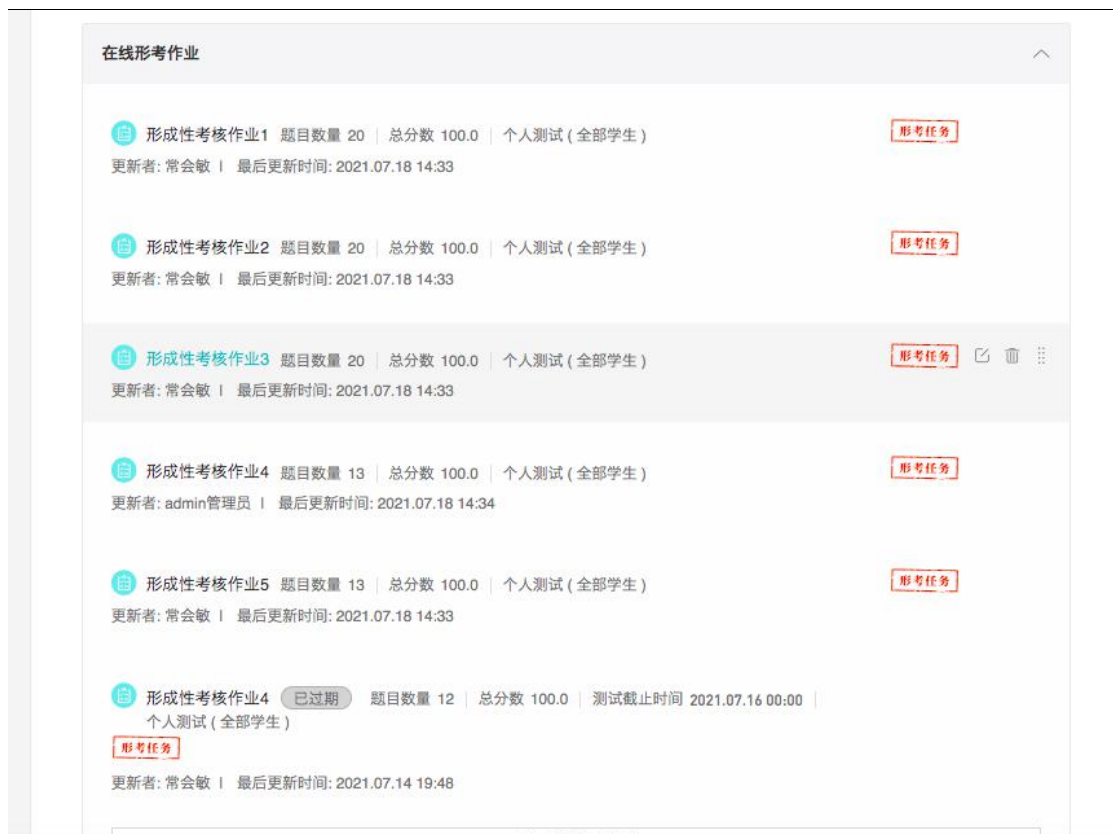 在线形考作业
形成性考核作业1 题目数量 20 | 总分数 100.0 | 个人测试 ( 全部学生 ) 形考任务
更新者: 常会敏 | 最后更新时间: 2021.07.18 14:33
形成性考核作业2 题目数量 20 | 总分数 100.0 | 个人测试 ( 全部学生 ) 形考任务
更新者: 常会敏 | 最后更新时间: 2021.07.18 14:33
形成性考核作业3 题目数量 20 | 总分数 100.0 | 个人测试 ( 全部学生 ) 形考任务
更新者: 常会敏 | 最后更新时间: 2021.07.18 14:33
形成性考核作业4 题目数量 13 | 总分数 100.0 | 个人测试 ( 全部学生 ) 形考任务
更新者: admin管理员 | 最后更新时间: 2021.07.18 14:34
形成性考核作业5 题目数量 13 | 总分数 100.0 | 个人测试 ( 全部学生 ) 形考任务
更新者: 常会敏 | 最后更新时间: 2021.07.18 14:33
形成性考核作业4 已过期 题目数量 12 | 总分数 100.0 | 测试截止时间 2021.07.16 00:00 |
个人测试 ( 全部学生 )
形考任务
更新者: 常会敏 | 最后更新时间: 2021.07.14 19:48